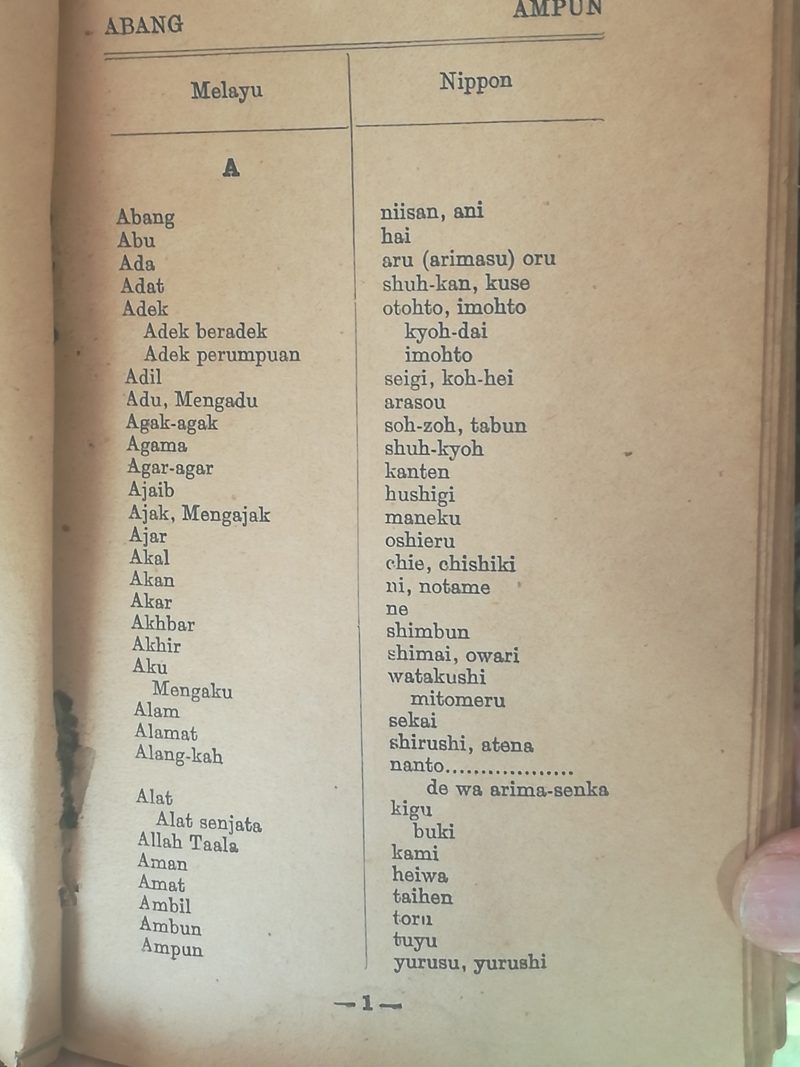 ABANG AMPUN
Melayu Nippon
A
Abang niisan, ani
Abu hai
Ada aru (arimasu) oru
Adat shuh-kan, kuse
Adek otohto, imohto
Adek beradek kyoh-dai
Adek perumpuan imohto
Adil seigi, koh-hei
Adu, Mengadu arasou
Agak-agak soh-zoh, tabun
Agama shuh-kyoh
Agar-agar kanten
Ajaib hushigi
Ajak, Mengajak maneku
Ajar oshieru
Akal chie, chishiki
Akan ni, notame
Akar ne
Akhbar shimbun
Akhir shimai, owari
Aku watakushi
Mengaku mitomeru
Alam sekai
Alamat shirushi, atena
Alang-kah nanto..................
de wa arima-senka
Alat kigu
Alat senjata buki
Allah Taala kami
Aman heiwa
Amat taihen
Ambil toru
Ambun tuyu
Ampun yurusu, yurushi
—1—